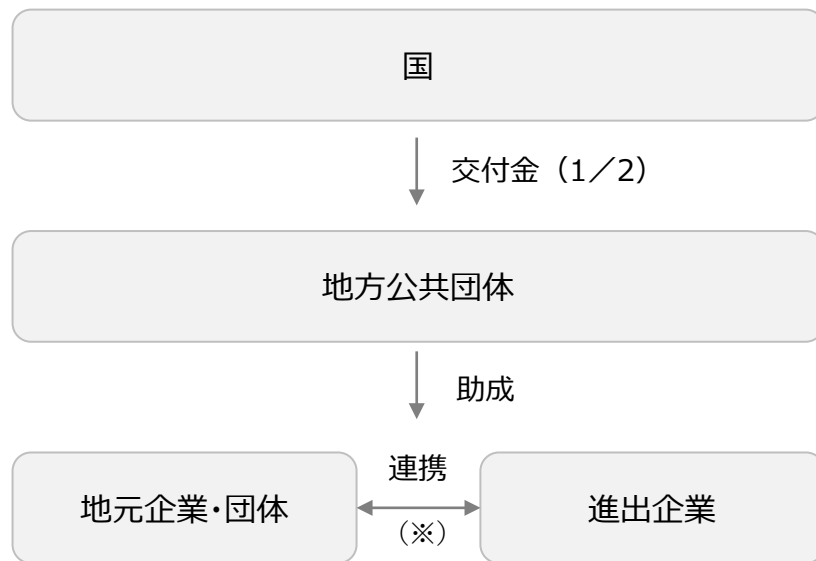 国
交付金（1／2）
地方公共団体
助成
地元企業・団体
連携
（※）
進出企業